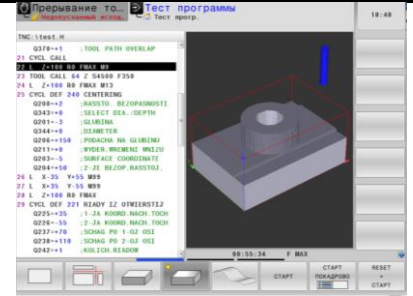 Прерывание то...
Тест программы
Недопускаемый исход.
Тест прогр.
10:40
TNC:\test.H
Q370=+1 ;TOOL PATH OVERLAP
21 CYCL CALL
22 L Z+100 R0 FMAX M9
23 TOOL CALL 64 Z S4500 F350
24 L Z+100 R0 FMAX M13
25 CYCL DEF 240 CENTERING
Q200=+2 ;RASSTO. BEZOPASNOSTI
Q343=+0 ;SELECT DIA./DEPTH
Q201=-3 ;GLUBINA
Q344=+0 ;DIAMETER
Q206=+150 ;PODACHA NA GLUBINU
Q211=+0 ;WYDER.WREMENI WNIZU
Q203=-5 ;SURFACE COORDINATE
Q204=+50 ;2-JE BEZOP.RASSTOJ.
26 L X-35 Y-55 M99
27 L X+35 Y+55 M99
28 L Z+100 R0 FMAX
29 CYCL DEF 221 RIADY IZ OTWIERSTIJ
Q225=+35 ;1-JA KOORD.NACH.TOCH
Q226=-55 ;2-JA KOORD.NACH.TOCH
Q237=+70 ;SCHAG PO 1-OJ OSI
Q238=+110 ;SCHAG PO 2-OJ OSI
Q242=+1 ;KOLICH.RIADOW
00:55:34 F MAX
СТАРТ
СТАРТ ПОКАДРОВО
RESET + СТАРТ